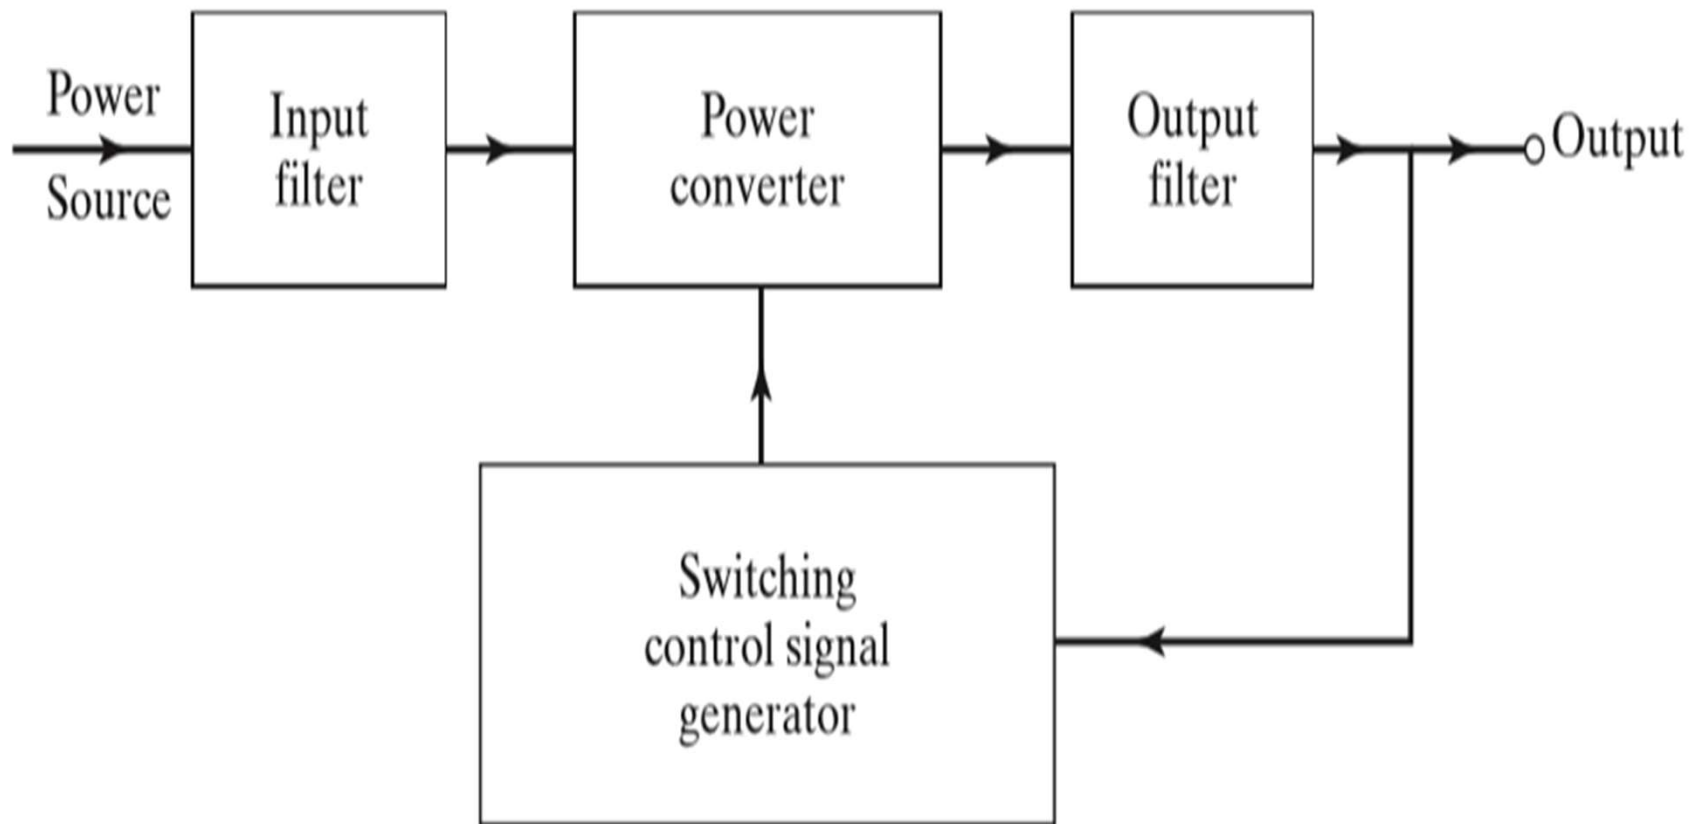 Power
Source
Input
filter
Power
converter
Output
filter
Output
Switching
control signal
generator